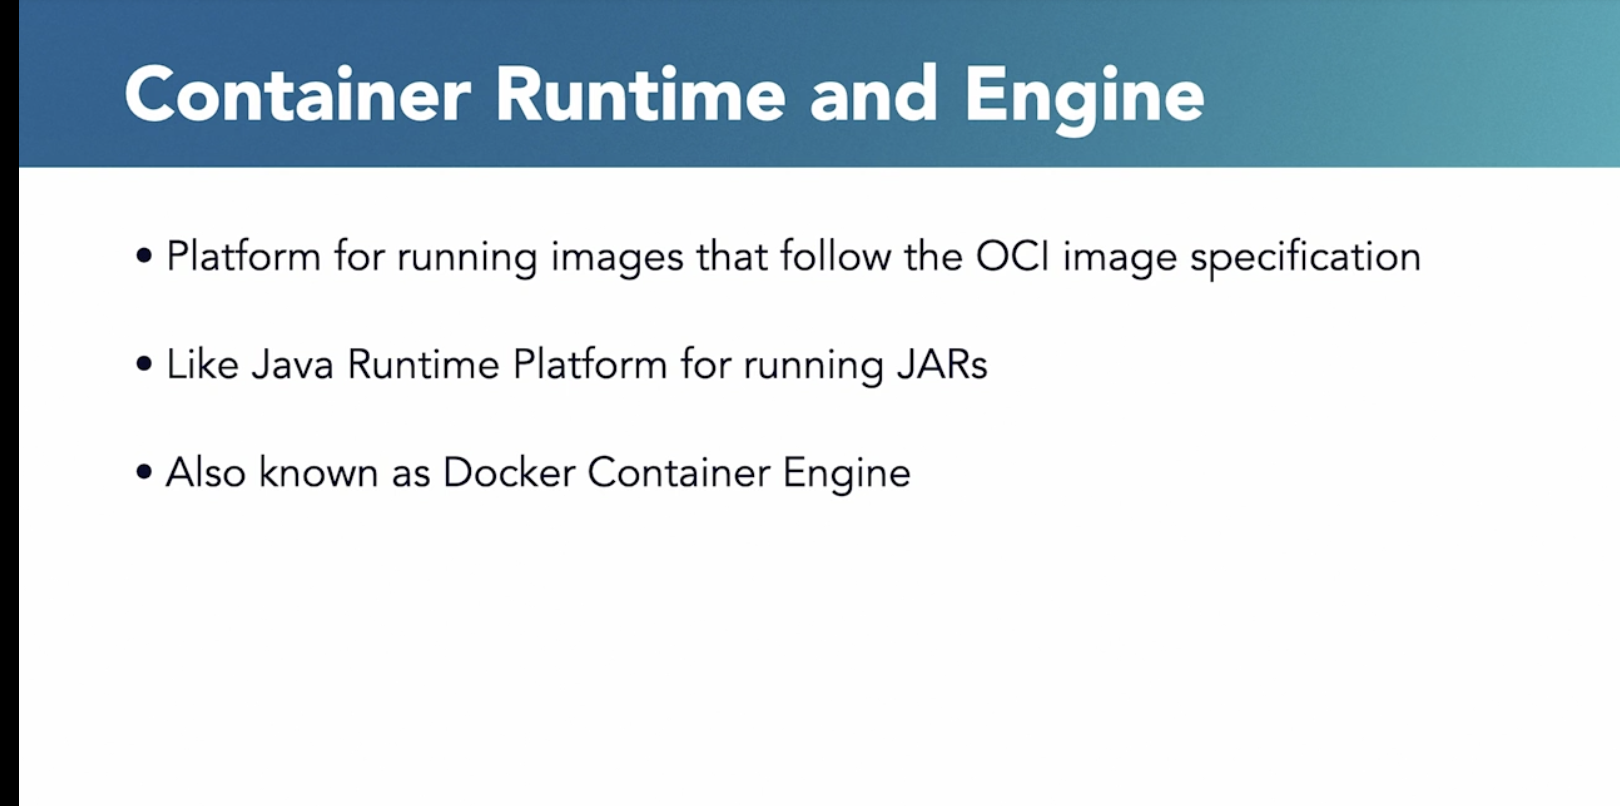 Container Runtime and Engine
• Platform for running images that follow the OCI image specification
• Like Java Runtime Platform for running JARs
• Also known as Docker Container Engine